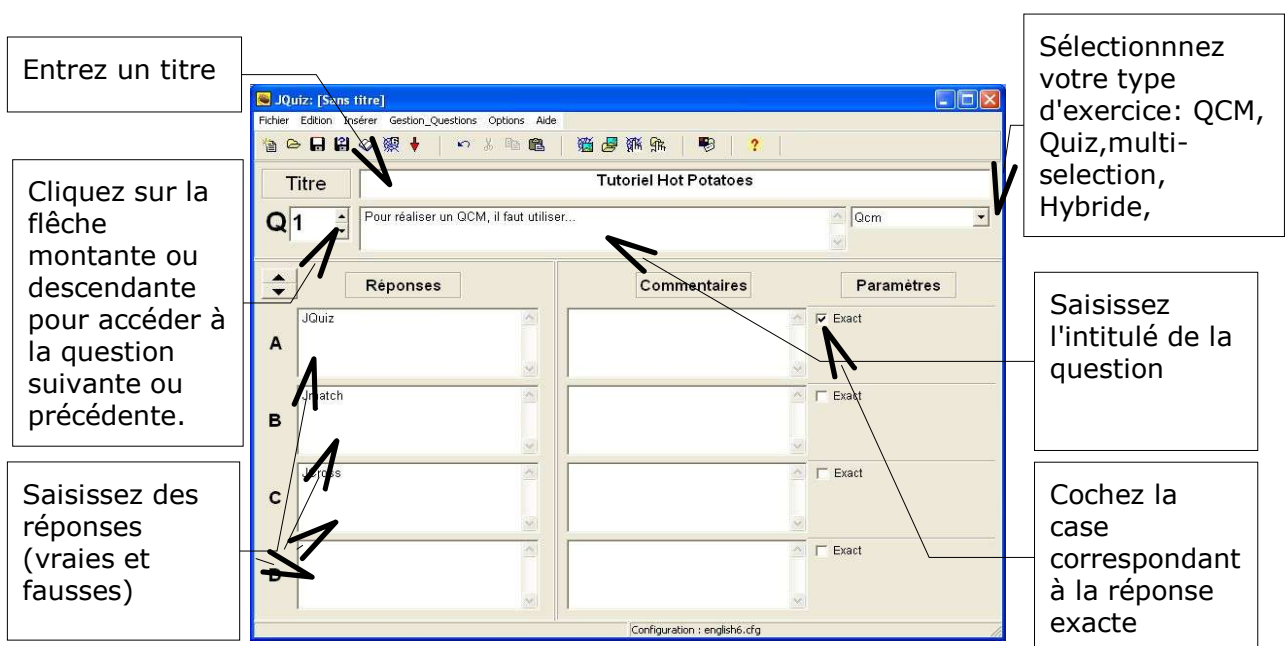 Entrez un titre
Cliquez sur la
flêche
montante ou
descendante
pour accéder à
la question
suivante ou
précédente.
Saisissez des
réponses
(vraies et
fausses)
JQuiz: [Sans titre]
Fichier Edition Insérer Gestion_Questions Options Aide
Titre
Tutoriel Hot Potatoes
Q 1
Pour réaliser un QCM, il faut utiliser...
Qcm
Réponses
Commentaires
Paramètres
A
JQuiz
Exact
B
Jmatch
Exact
C
Jcross
Exact
D
Exact
Configuration : english6.cfg
Sélectionnnez
votre type
d'exercice: QCM,
Quiz,multi-
selection,
Hybride,
Saisissez
l'intitulé de la
question
Cochez la
case
correspondant
à la réponse
exacte